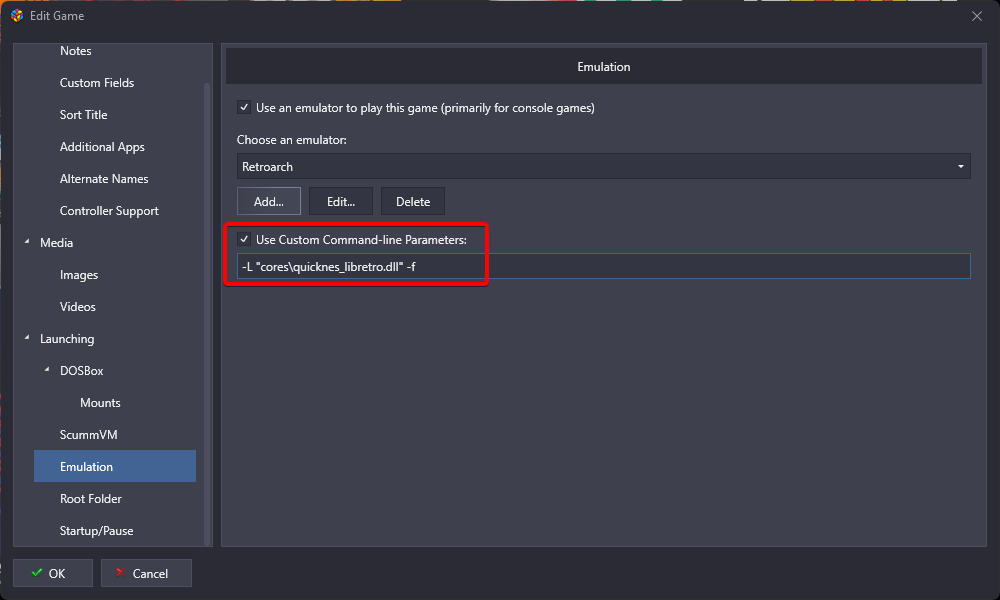 Edit Game
Notes
Custom Fields
Sort Title
Additional Apps
Alternate Names
Controller Support
Media
Images
Videos
Launching
DOSBox
Mounts
ScummVM
Emulation
Root Folder
Startup/Pause
Emulation
Use an emulator to play this game (primarily for console games)
Choose an emulator:
Retroarch
Add... Edit... Delete
Use Custom Command-line Parameters:
-L "cores\quicknes_libretro.dll" -f
OK Cancel